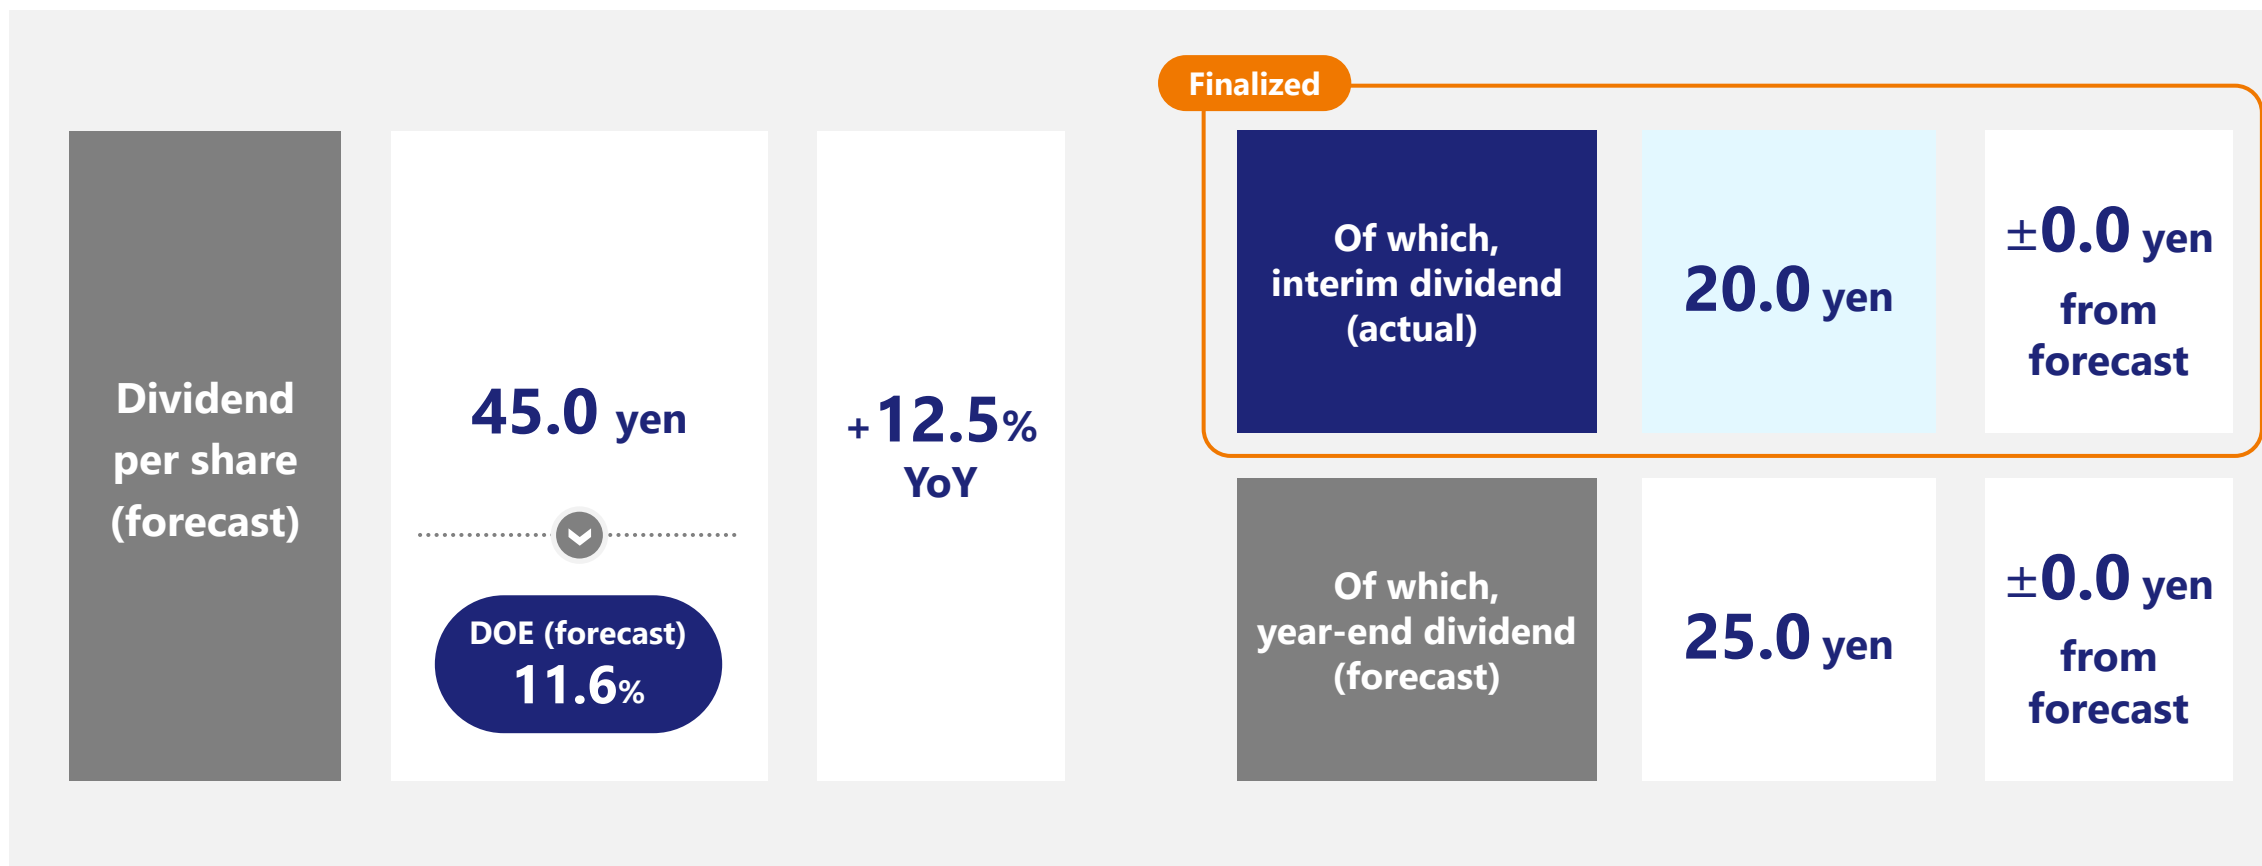 Dividend
per share
(forecast)
45.0 yen
DOE (forecast)
11.6%
+12.5%
YoY
Finalized
Of which,
interim dividend
(actual)
20.0 yen
±0.0 yen
from
forecast
Of which,
year-end dividend
(forecast)
25.0 yen
±0.0 yen
from
forecast